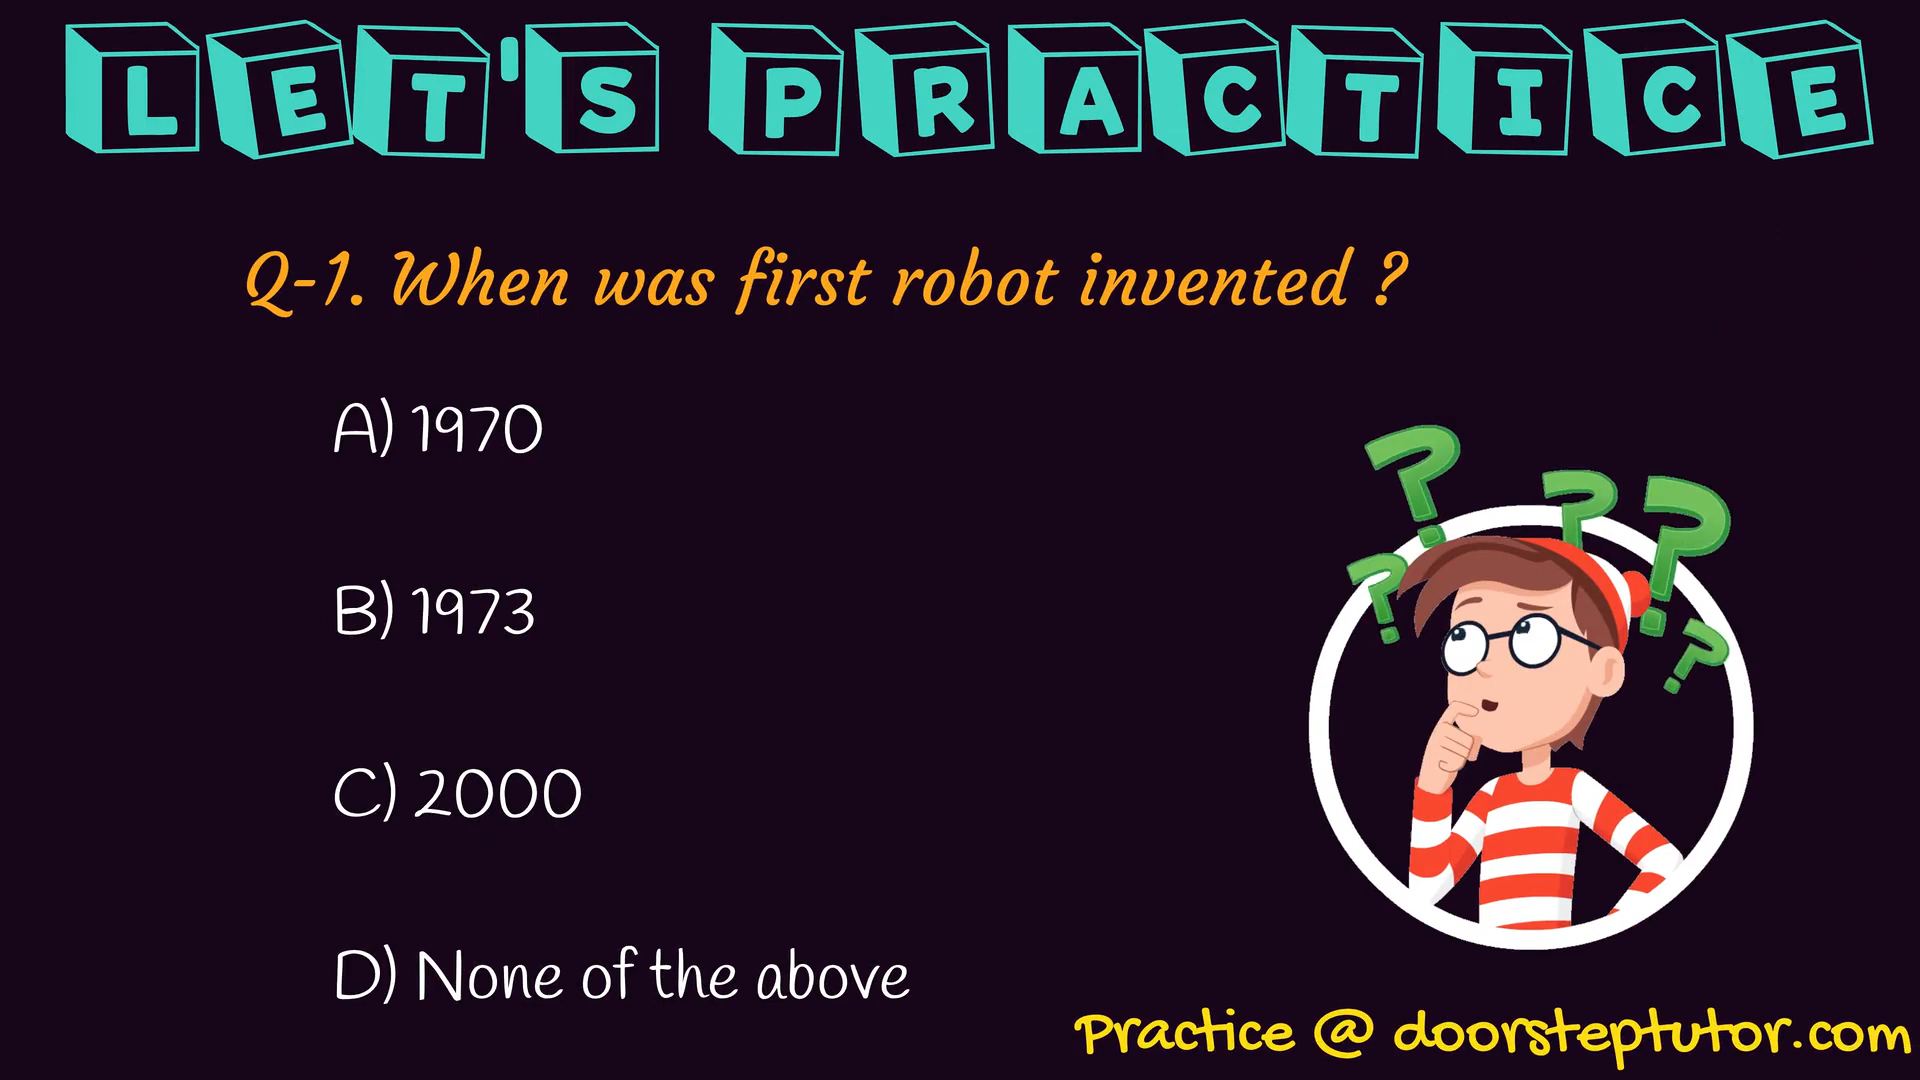 LET'S PRACTICE
Q-1. When was first robot invented ?
A) 1970
B) 1973
C) 2000
D) None of the above
Practice @ doorsteptutor.com